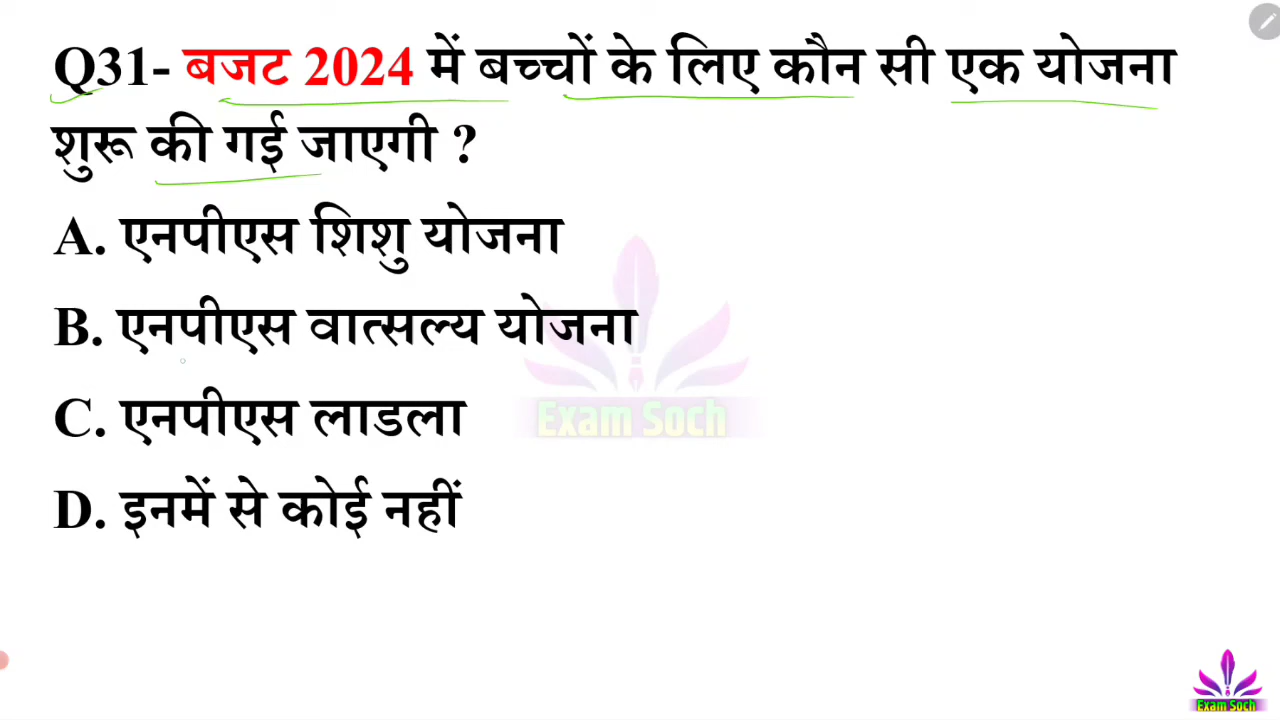 Q31- बजट 2024 में बच्चों के लिए कौन सी एक योजना
शुरू की गई जाएगी ?
A. एनपीएस शिशु योजना
B. एनपीएस वात्सल्य योजना
Exam Soch
C. एनपीएस लाडला
D. इनमें से कोई नहीं
Exam Soch